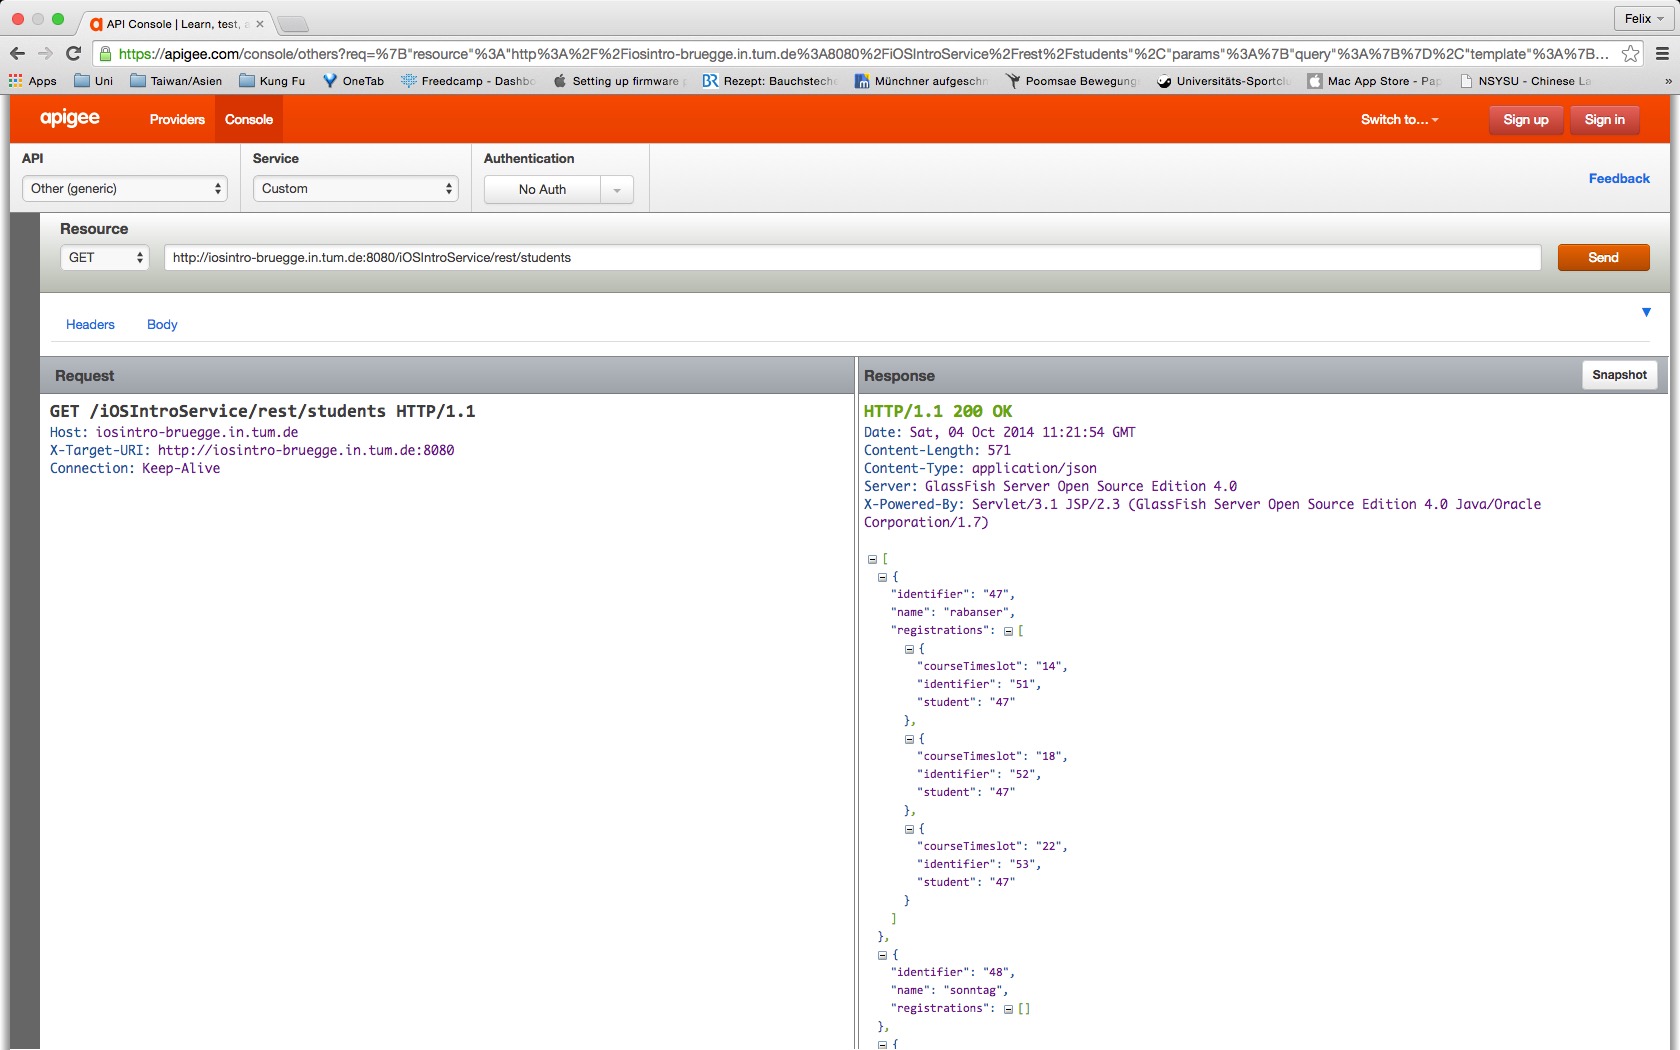 API Console | Learn, test,
Felix
https://apigee.com/console/others?req=%7B"resource"%3A"http%3A%2F%2Fiosintro-bruegge.in.tum.de%3A8080%2FiOSIntroService%2Frest%2Fstudents"%2C"params"%3A%7B"query"%3A%7B%7D%2C"template"%3A%7B...
Apps Uni Taiwan/Asien Kung Fu OneTab Freedcamp - Dashbo Setting up firmware BR Rezept: Bauchsteche Münchner aufgeschn Poomsae Bewegung Universitäts-Sportcl Mac App Store - Pap NSYSU - Chinese La »
apigee Providers Console Switch to... Sign up Sign in
API Service Authentication
Other (generic) Custom No Auth Feedback
Resource
GET http://iosintro-bruegge.in.tum.de:8080/iOSIntroService/rest/students Send
Headers Body
Request
GET /iOSIntroService/rest/students HTTP/1.1
Host: iosintro-bruegge.in.tum.de
X-Target-URI: http://iosintro-bruegge.in.tum.de:8080
Connection: Keep-Alive
Response Snapshot
HTTP/1.1 200 OK
Date: Sat, 04 Oct 2014 11:21:54 GMT
Content-Length: 571
Content-Type: application/json
Server: GlassFish Server Open Source Edition 4.0
X-Powered-By: Servlet/3.1 JSP/2.3 (GlassFish Server Open Source Edition 4.0 Java/Oracle
Corporation/1.7)
[
{
"identifier": "47",
"name": "rabanser",
"registrations": [
{
"courseTimeslot": "14",
"identifier": "51",
"student": "47"
},
{
"courseTimeslot": "18",
"identifier": "52",
"student": "47"
},
{
"courseTimeslot": "22",
"identifier": "53",
"student": "47"
}
]
},
{
"identifier": "48",
"name": "sonntag",
"registrations": []
},
{